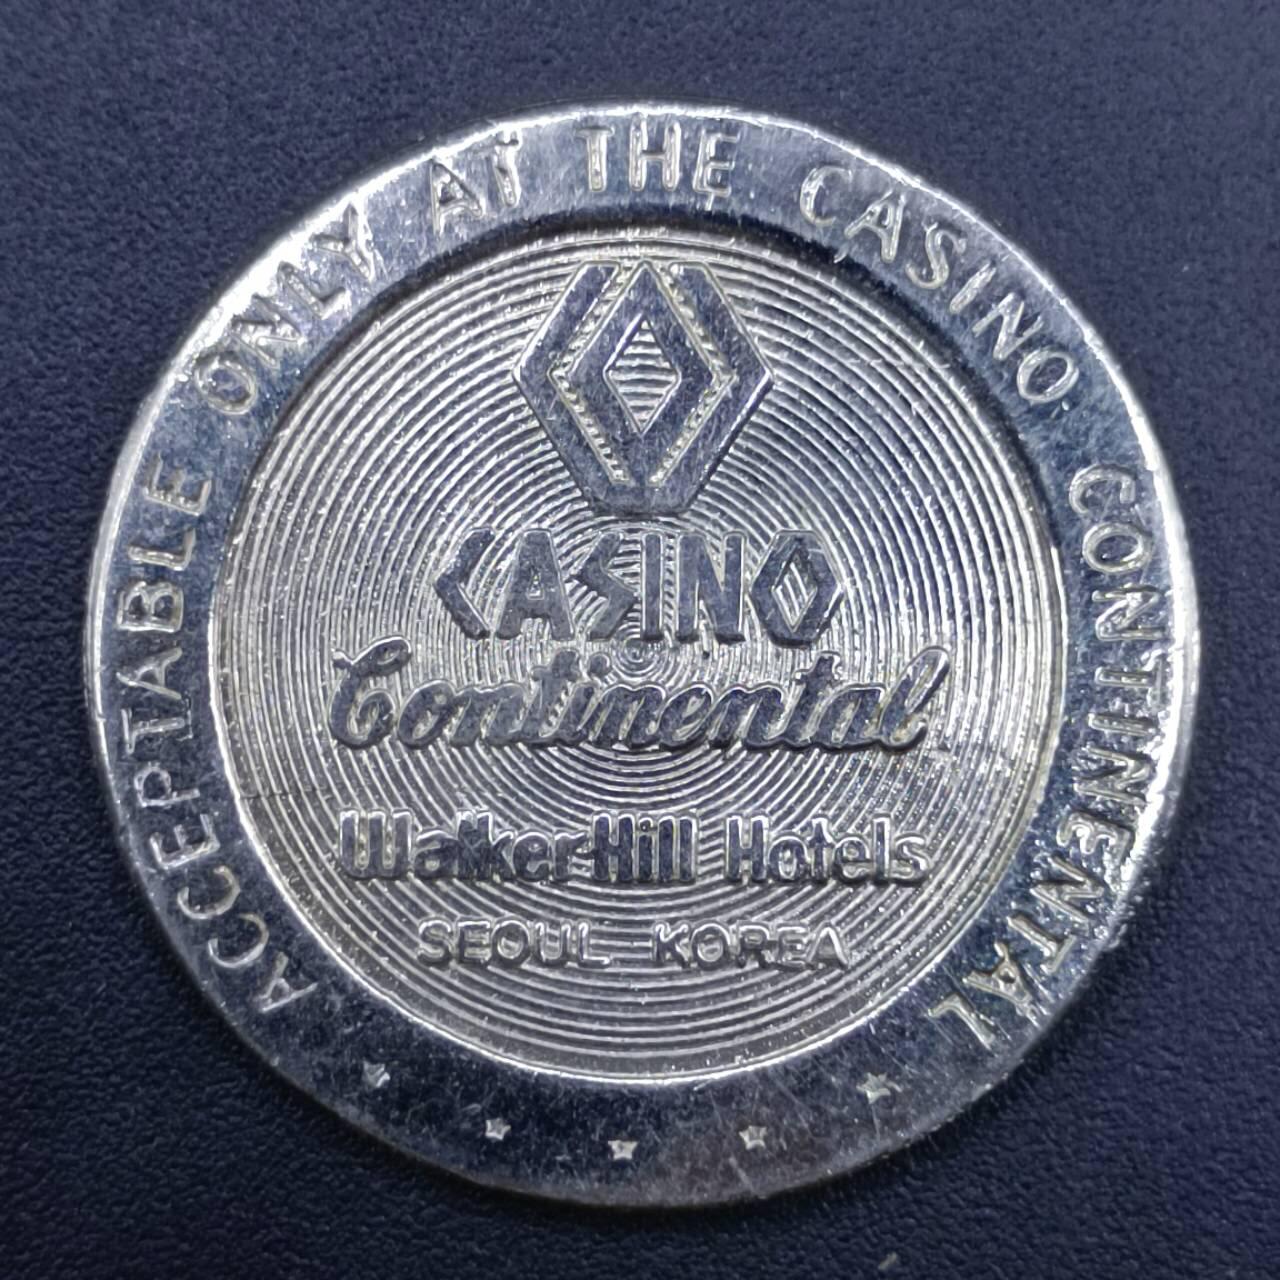 ACCEPTABLE ONLY AT THE CASINO CONTINENTAL
CASINO
Continental
Walker-Hill Hotels
SEOUL KOREA